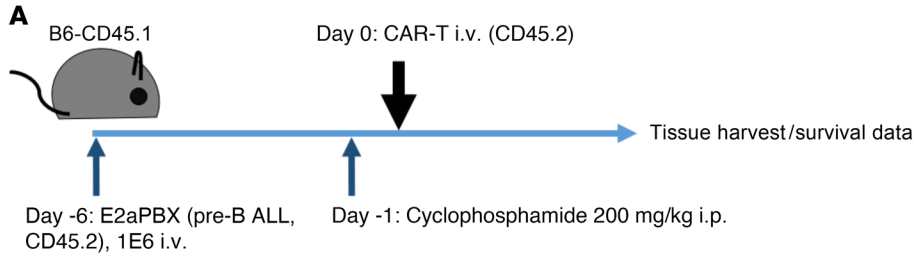 A
B6-CD45.1
Day 0: CAR-T i.v. (CD45.2)
Tissue harvest/survival data
Day -6: E2aPBX (pre-B ALL,
CD45.2), 1E6 i.v.
Day -1: Cyclophosphamide 200 mg/kg i.p.